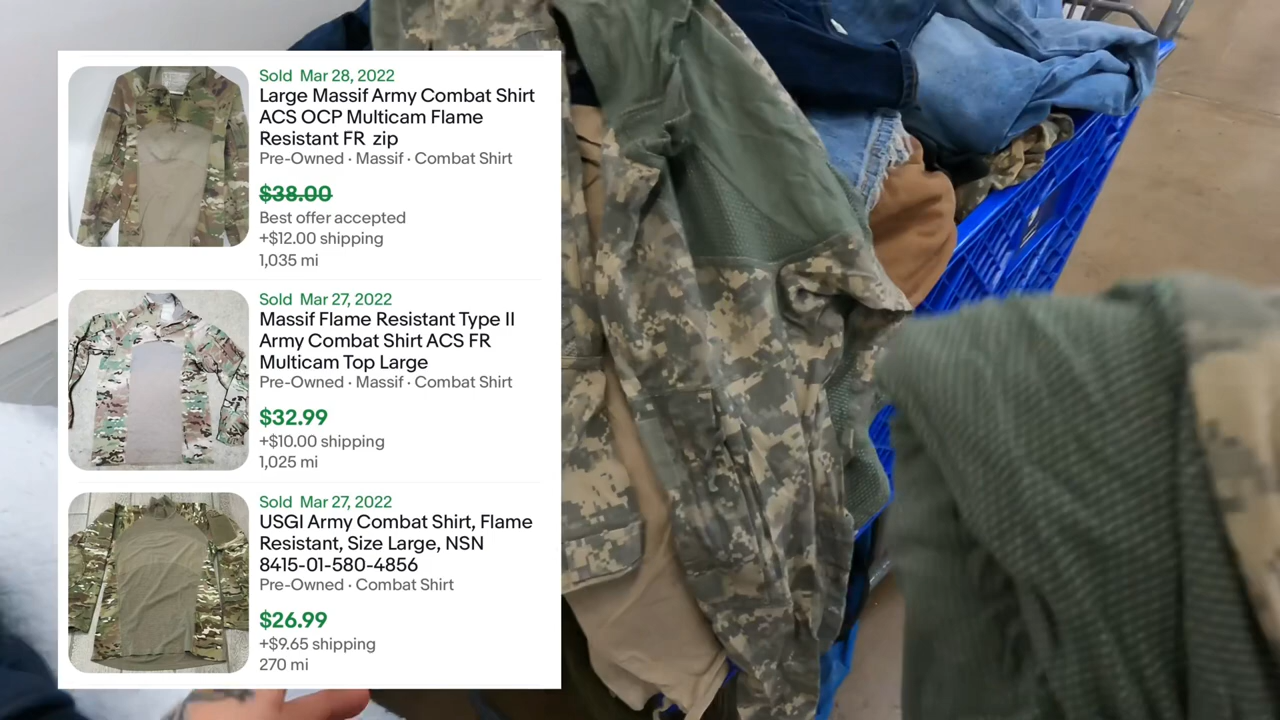 Sold Mar 28, 2022
Large Massif Army Combat Shirt
ACS OCP Multicam Flame
Resistant FR zip
Pre-Owned · Massif · Combat Shirt
$38.00
Best offer accepted
+$12.00 shipping
1,035 mi
Sold Mar 27, 2022
Massif Flame Resistant Type II
Army Combat Shirt ACS FR
Multicam Top Large
Pre-Owned · Massif · Combat Shirt
$32.99
+$10.00 shipping
1,025 mi
Sold Mar 27, 2022
USGI Army Combat Shirt, Flame
Resistant, Size Large, NSN
8415-01-580-4856
Pre-Owned · Combat Shirt
$26.99
+$9.65 shipping
270 mi